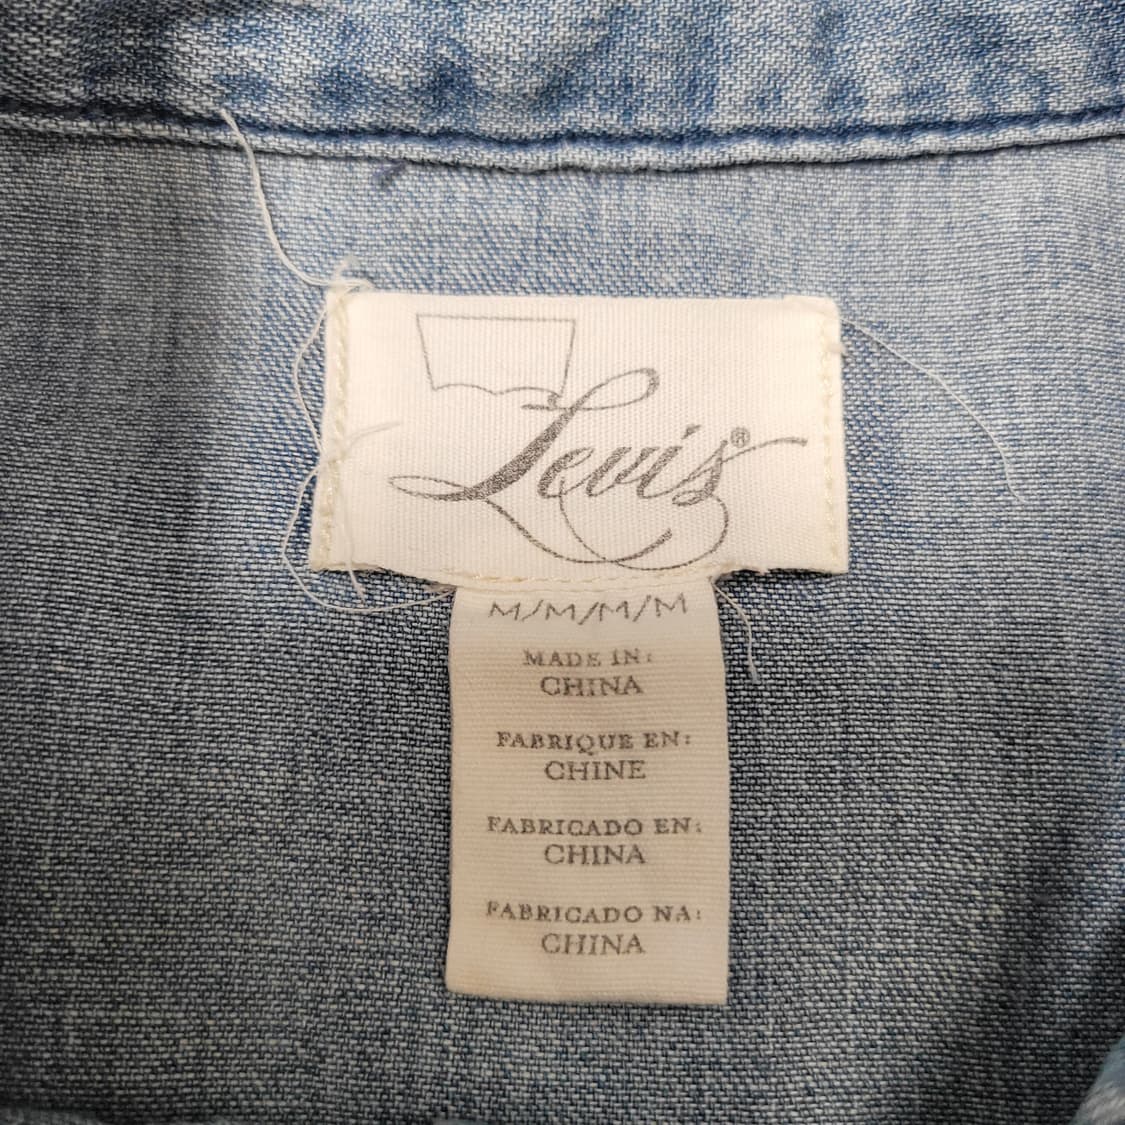 Levi's®
M/M/M/M
MADE IN:
CHINA
FABRIQUE EN:
CHINE
FABRICADO EN:
CHINA
FABRICADO NA:
CHINA